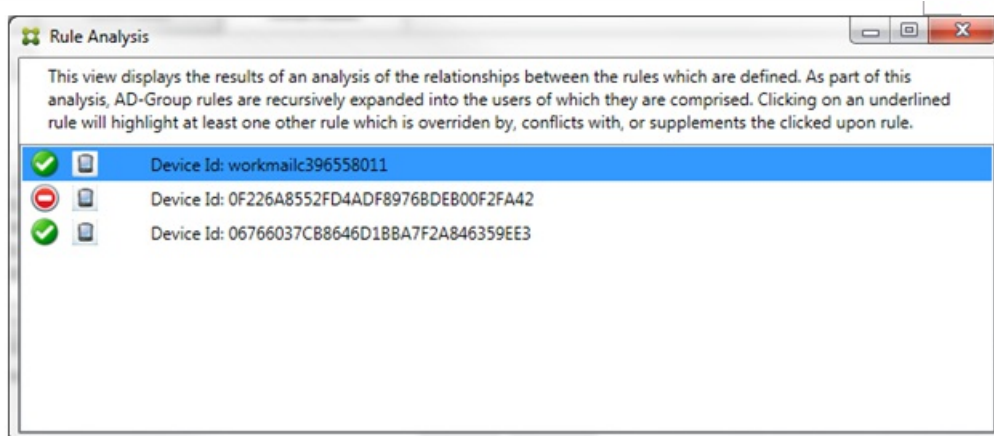 Rule Analysis
This view displays the results of an analysis of the relationships between the rules which are defined. As part of this
analysis, AD-Group rules are recursively expanded into the users of which they are comprised. Clicking on an underlined
rule will highlight at least one other rule which is overriden by, conflicts with, or supplements the clicked upon rule.
Device Id: workmailc396558011
Device Id: 0F226A8552FD4ADF8976BDEB00F2FA42
Device Id: 06766037CB8646D1BBA7F2A846359EE3